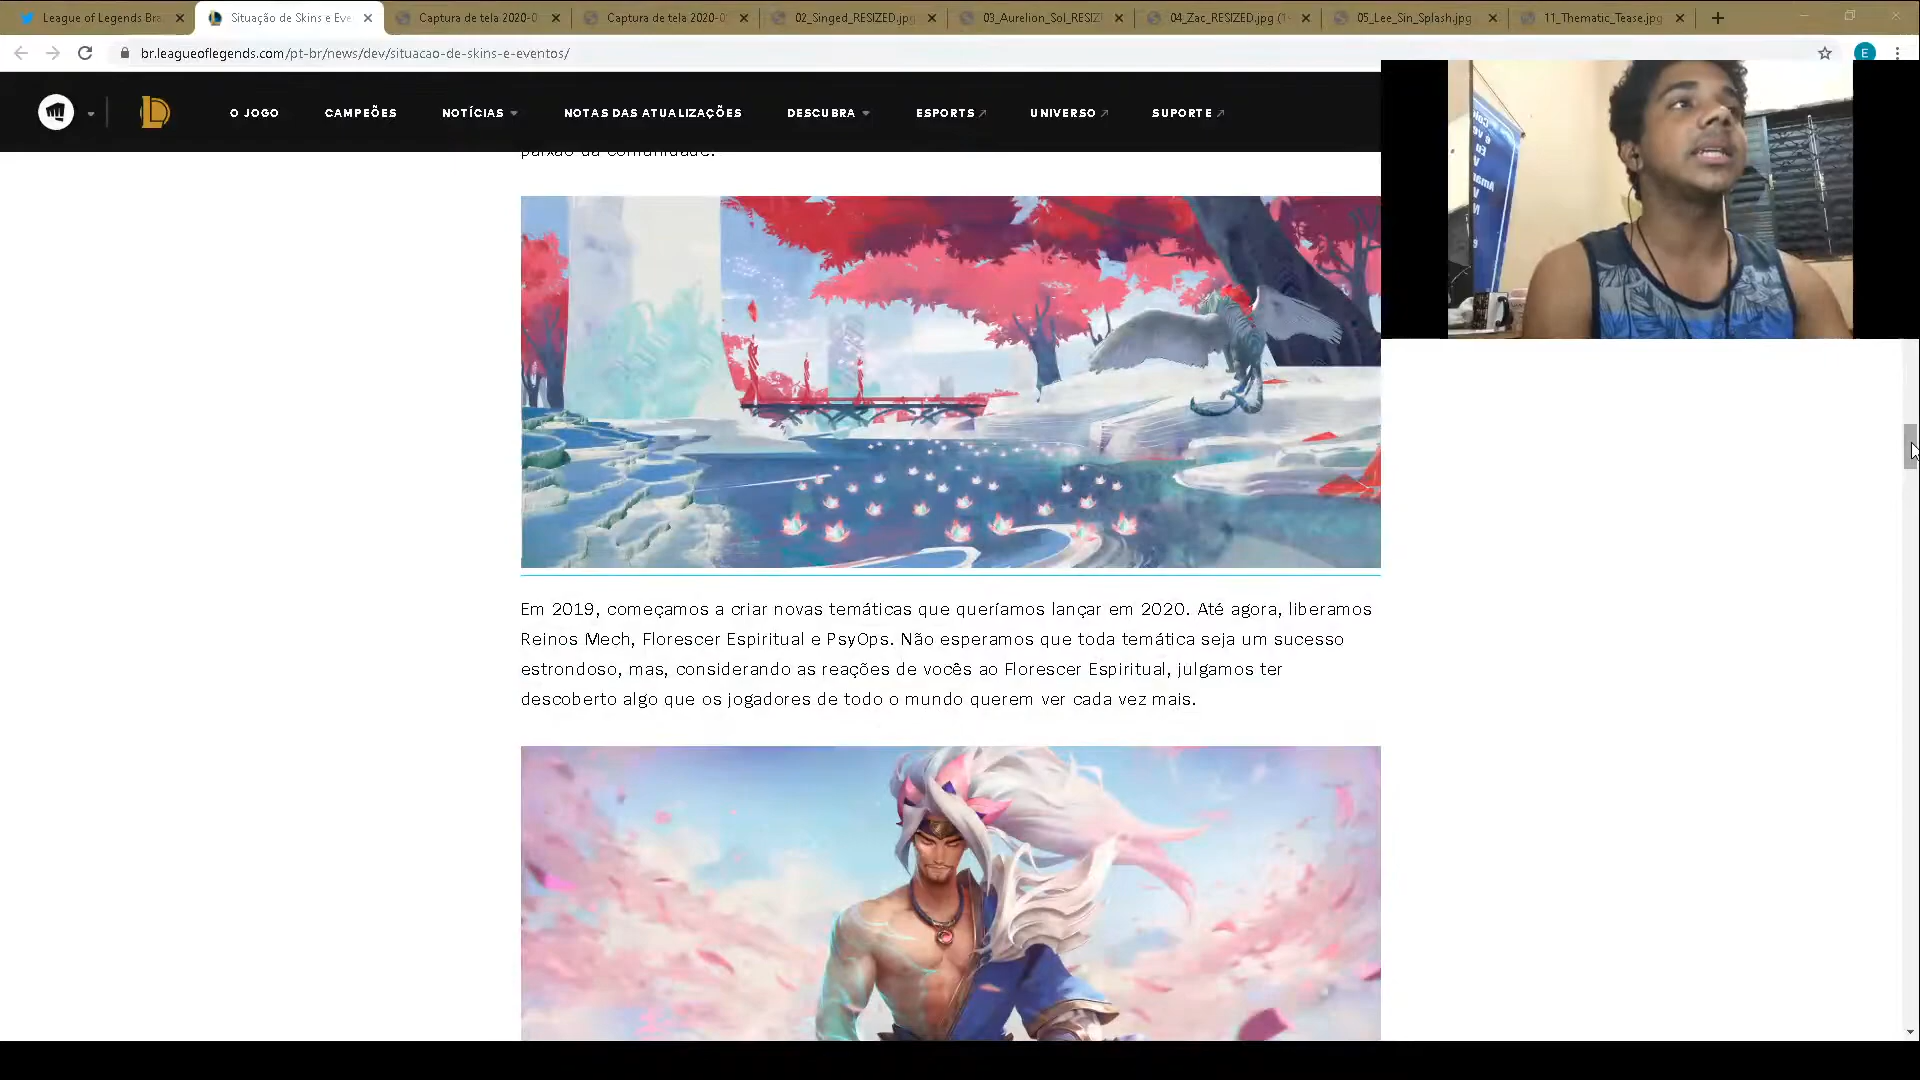 League of Legends Bra
Situação de Skins e Eve
Captura de tela 2020-0
Captura de tela 2020-0
02_Singed_RESIZED.jpg
03_Aurelion_Sol_RESIZ
04_Zac_RESIZED.jpg (1
05_Lee_Sin_Splash.jpg
11_Thematic_Tease.jpg
br.leagueoflegends.com/pt-br/news/dev/situacao-de-skins-e-eventos/
E
O JOGO
CAMPEÕES
NOTÍCIAS
NOTAS DAS ATUALIZAÇÕES
DESCUBRA
ESPORTS
UNIVERSO
SUPORTE
paixão da comunidade.
Em 2019, começamos a criar novas temáticas que queríamos lançar em 2020. Até agora, liberamos
Reinos Mech, Florescer Espiritual e PsyOps. Não esperamos que toda temática seja um sucesso
estrondoso, mas, considerando as reações de vocês ao Florescer Espiritual, julgamos ter
descoberto algo que os jogadores de todo o mundo querem ver cada vez mais.